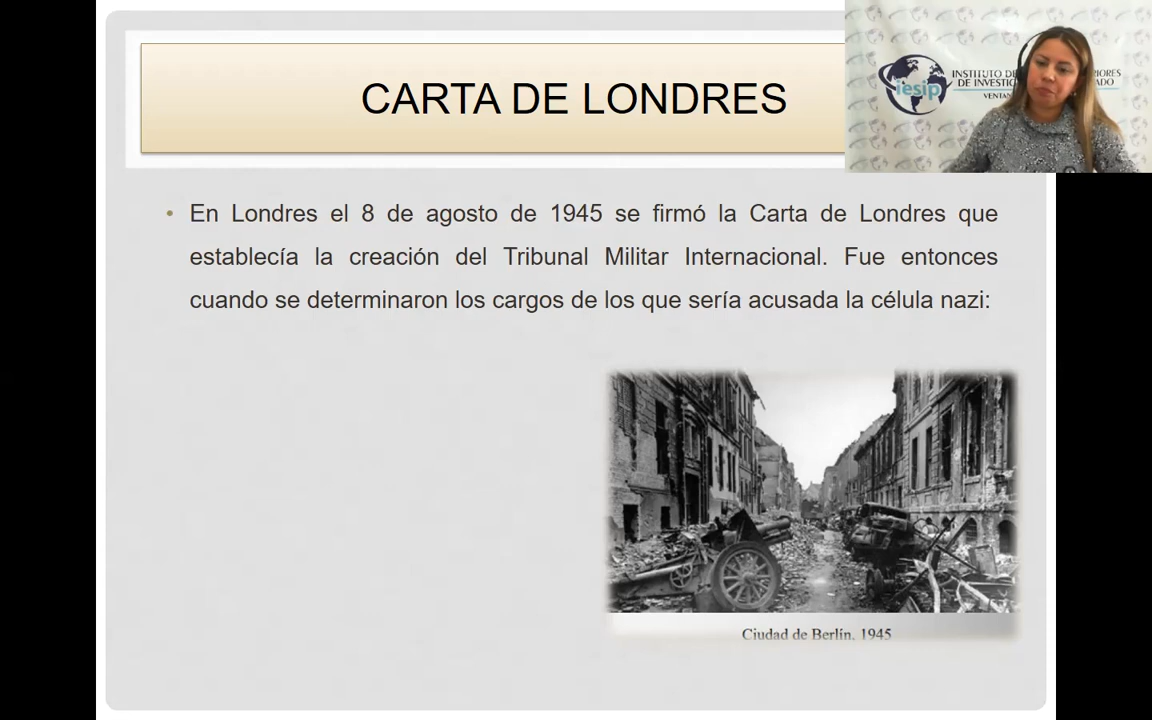 CARTA DE LONDRES
iesip
INSTITUTO DE
DE INVESTIG
VENTAN
• En Londres el 8 de agosto de 1945 se firmó la Carta de Londres que
establecía la creación del Tribunal Militar Internacional. Fue entonces
cuando se determinaron los cargos de los que sería acusada la célula nazi:
Ciudad de Berlín, 1945